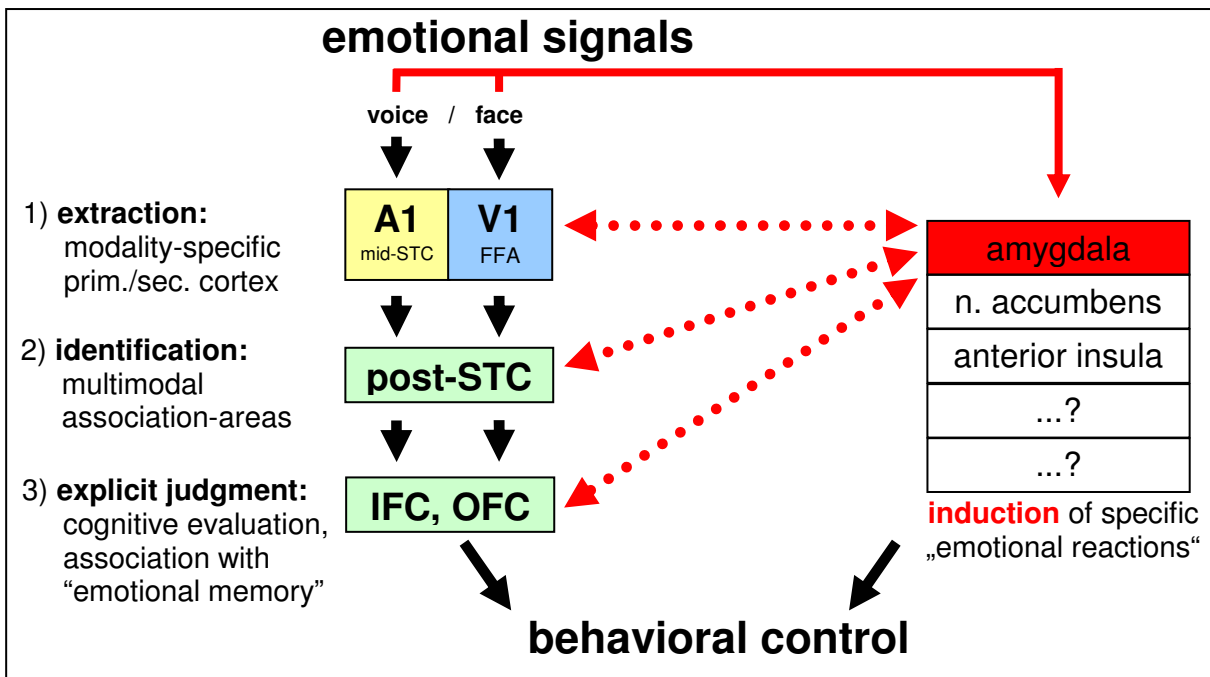 emotional signals
voice / face
1) extraction:
modality-specific
prim./sec. cortex
A1
mid-STC
V1
FFA
2) identification:
multimodal
association-areas
post-STC
3) explicit judgment:
cognitive evaluation,
association with
“emotional memory”
IFC, OFC
amygdala
n. accumbens
anterior insula
...?
...?
induction of specific
„emotional reactions“
behavioral control